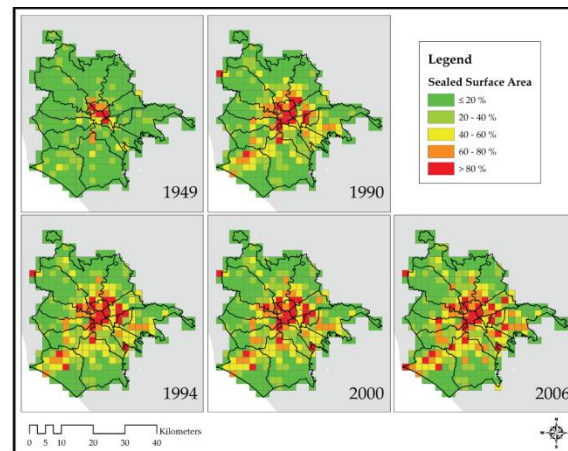 Legend
Sealed Surface Area
≤ 20 %
20 - 40 %
40 - 60 %
60 - 80 %
> 80 %
1949
1990
1994
2000
2006
Kilometers
0 5 10 20 30 40
N
W E
S